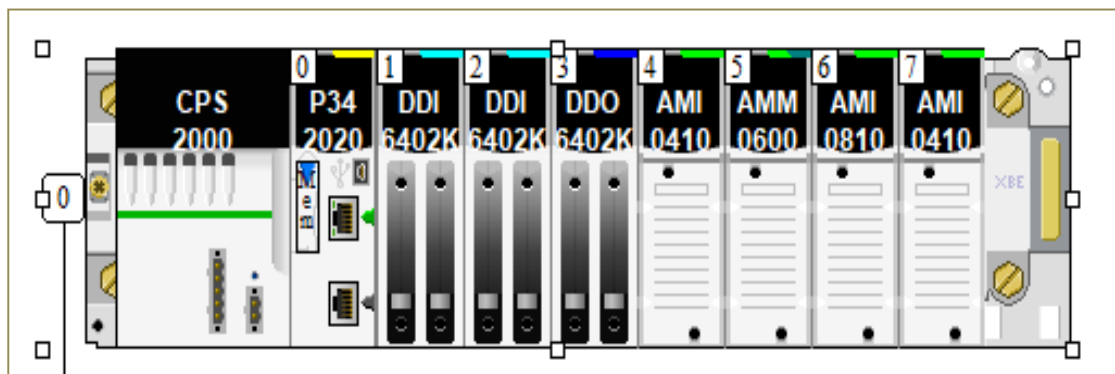 0
CPS
2000
0
P34
2020
Mem
1
DDI
6402K
2
DDI
6402K
3
DDO
6402K
4
AMI
0410
5
AMM
0600
6
AMI
0810
7
AMI
0410
XBE